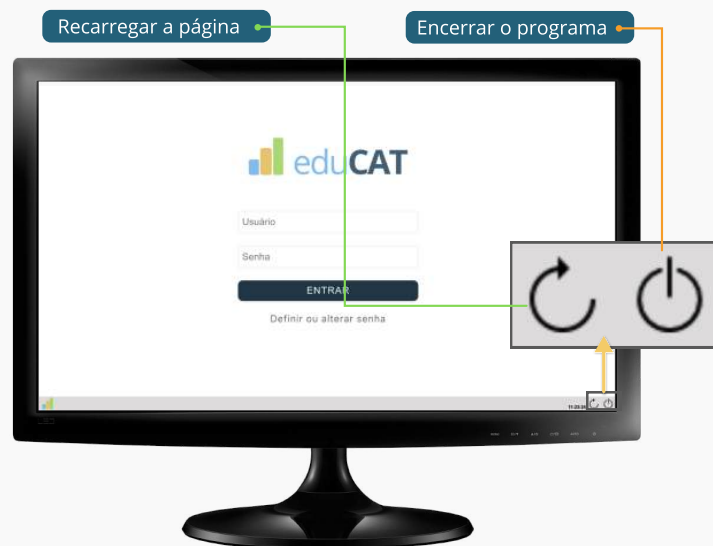 Recarregar a página
Encerrar o programa
eduCAT
Usuário
Senha
ENTRAR
Definir ou alterar senha